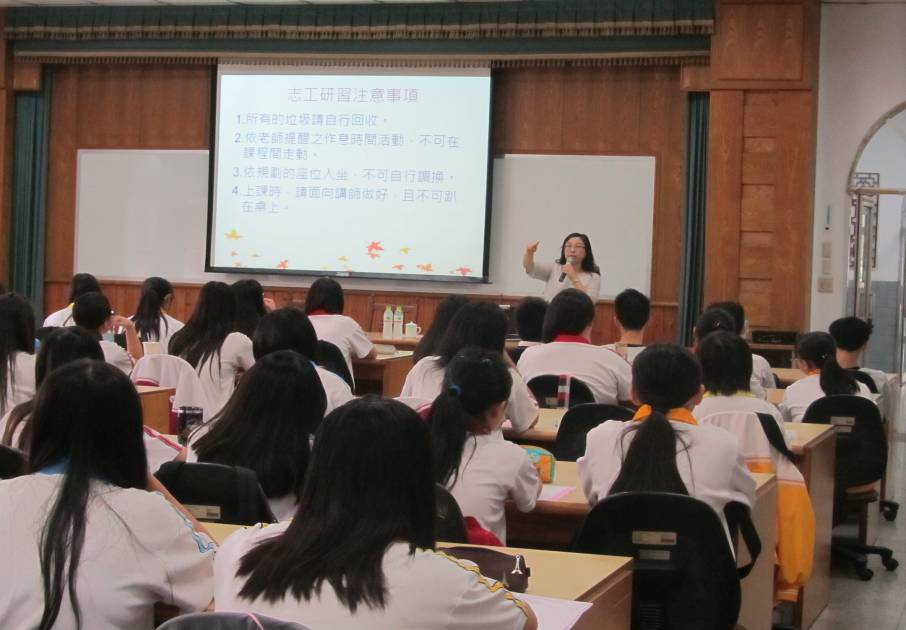 志工研習注意事項
1.所有的垃圾請自行回收。
2.依老師提醒之作息時間活動，不可在
課程間走動。
3.依規劃的座位入坐，不可自行調換。
4.上課時，請面向講師做好，且不可趴
在桌上。